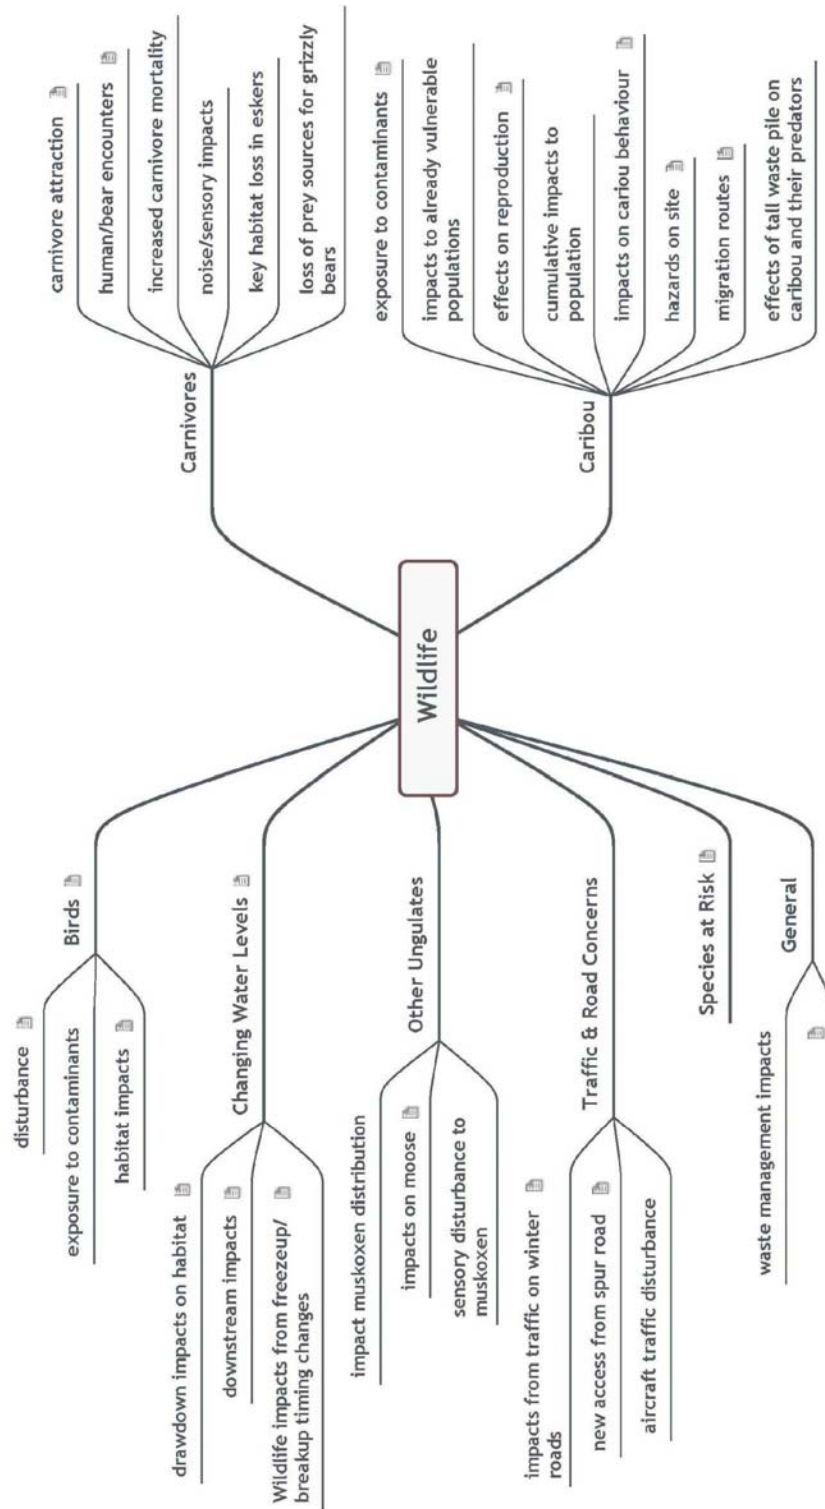 Wildlife
Carnivores
carnivore attraction
human/bear encounters
increased carnivore mortality
noise/sensory impacts
key habitat loss in eskers
loss of prey sources for grizzly
bears
Caribou
exposure to contaminants
impacts to already vulnerable
populations
effects on reproduction
cumulative impacts to
population
impacts on cariou behaviour
hazards on site
migration routes
effects of tall waste pile on
caribou and their predators
Birds
disturbance
exposure to contaminants
habitat impacts
Changing Water Levels
drawdown impacts on habitat
downstream impacts
Wildlife impacts from freezeup/
breakup timing changes
Other Ungulates
impact muskoxen distribution
impacts on moose
sensory disturbance to
muskoxen
Traffic & Road Concerns
impacts from traffic on winter
roads
new access from spur road
aircraft traffic disturbance
Species at Risk
General
waste management impacts